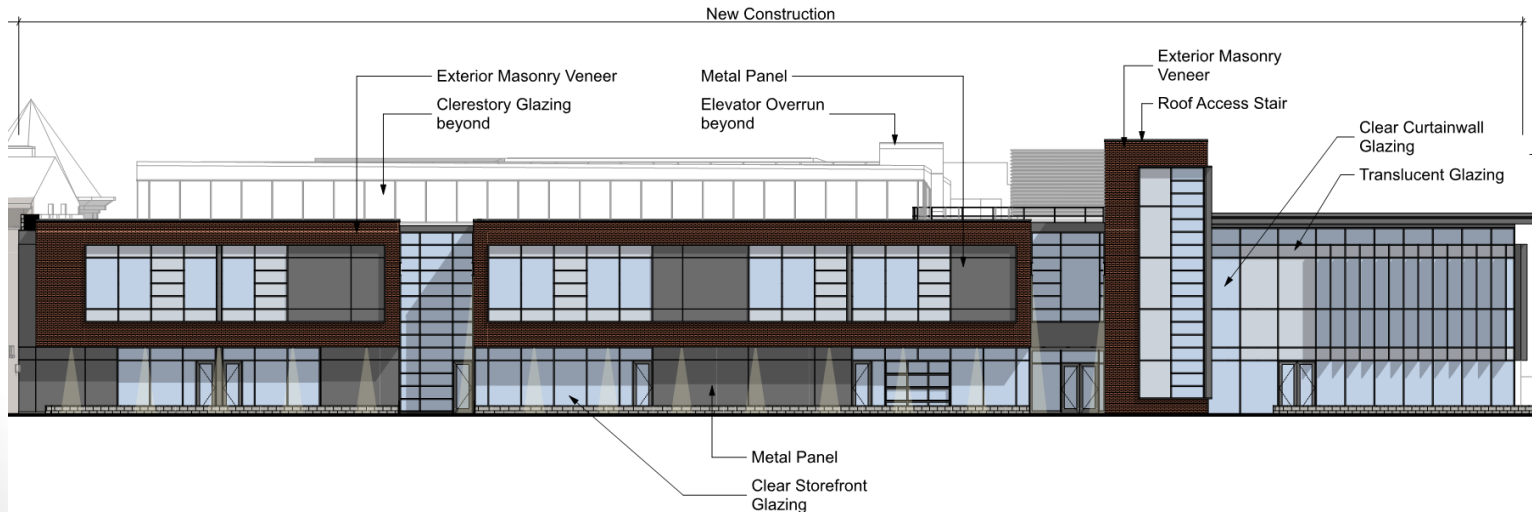 New Construction
Exterior Masonry Veneer
Clerestory Glazing
beyond
Metal Panel
Elevator Overrun
beyond
Exterior Masonry
Veneer
Roof Access Stair
Clear Curtainwall
Glazing
Translucent Glazing
Metal Panel
Clear Storefront
Glazing